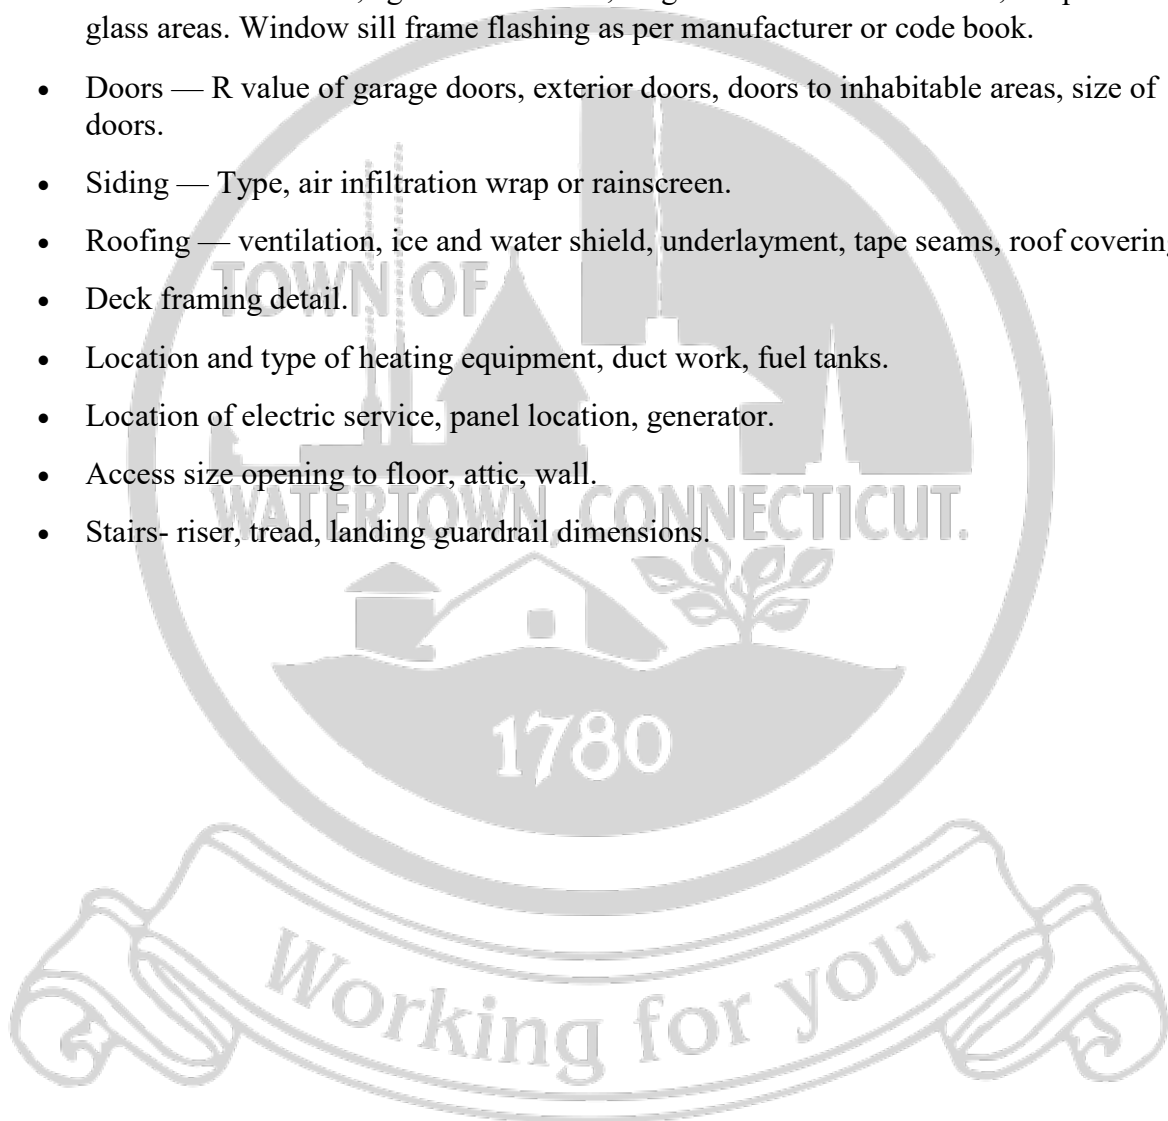 glass areas. Window sill frame flashing as per manufacturer or code book.
• Doors — R value of garage doors, exterior doors, doors to inhabitable areas, size of
doors.
• Siding — Type, air infiltration wrap or rainscreen.
• Roofing — ventilation, ice and water shield, underlayment, tape seams, roof covering
• Deck framing detail.
• Location and type of heating equipment, duct work, fuel tanks.
• Location of electric service, panel location, generator.
• Access size opening to floor, attic, wall.
• Stairs- riser, tread, landing guardrail dimensions.
TOWN OF
WATERTOWN, CONNECTICUT.
1780
Working for you